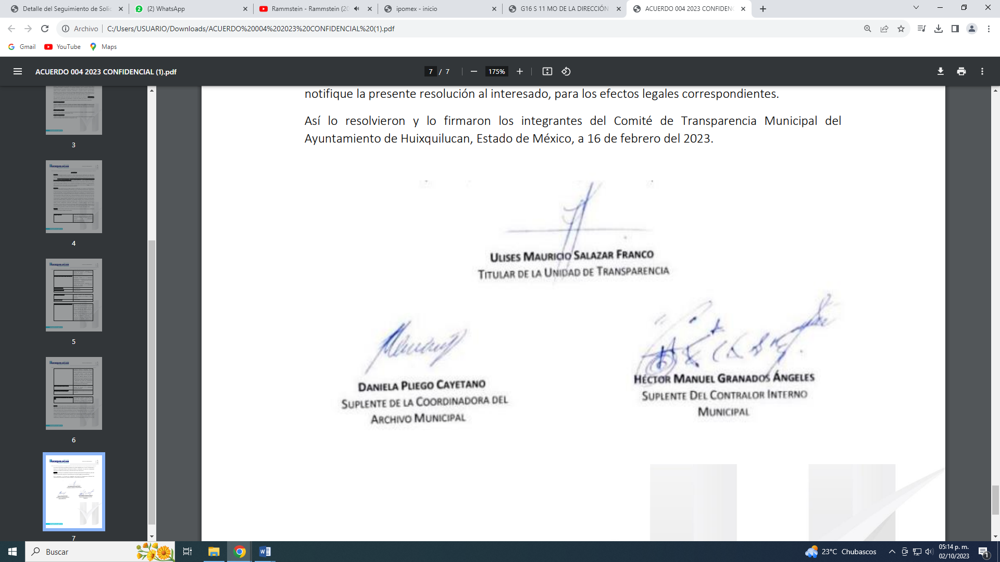 Detalle del Seguimiento de Solic
(2) WhatsApp
Rammstein - Rammstein (20
ipomex - inicio
G16 S 11 MO DE LA DIRECCIÓN
ACUERDO 004 2023 CONFIDENC
Archivo
C:/Users/USUARIO/Downloads/ACUERDO%20004%202023%20CONFIDENCIAL%20(1).pdf
Gmail
YouTube
Maps
ACUERDO 004 2023 CONFIDENCIAL (1).pdf
7 / 7
175%
notifique la presente resolución al interesado, para los efectos legales correspondientes.
Así lo resolvieron y lo firmaron los integrantes del Comité de Transparencia Municipal del
Ayuntamiento de Huixquilucan, Estado de México, a 16 de febrero del 2023.
ULISES MAURICIO SALAZAR FRANCO
TITULAR DE LA UNIDAD DE TRANSPARENCIA
DANIELA PLIEGO CAYETANO
SUPLENTE DE LA COORDINADORA DEL
ARCHIVO MUNICIPAL
HÉCTOR MANUEL GRANADOS ÁNGELES
SUPLENTE DEL CONTRALOR INTERNO
MUNICIPAL
3
HUIXQUILUCAN
4
HUIXQUILUCAN
5
HUIXQUILUCAN
6
HUIXQUILUCAN
7
Buscar
23°C Chubascos
05:14 p. m.
02/10/2023
1